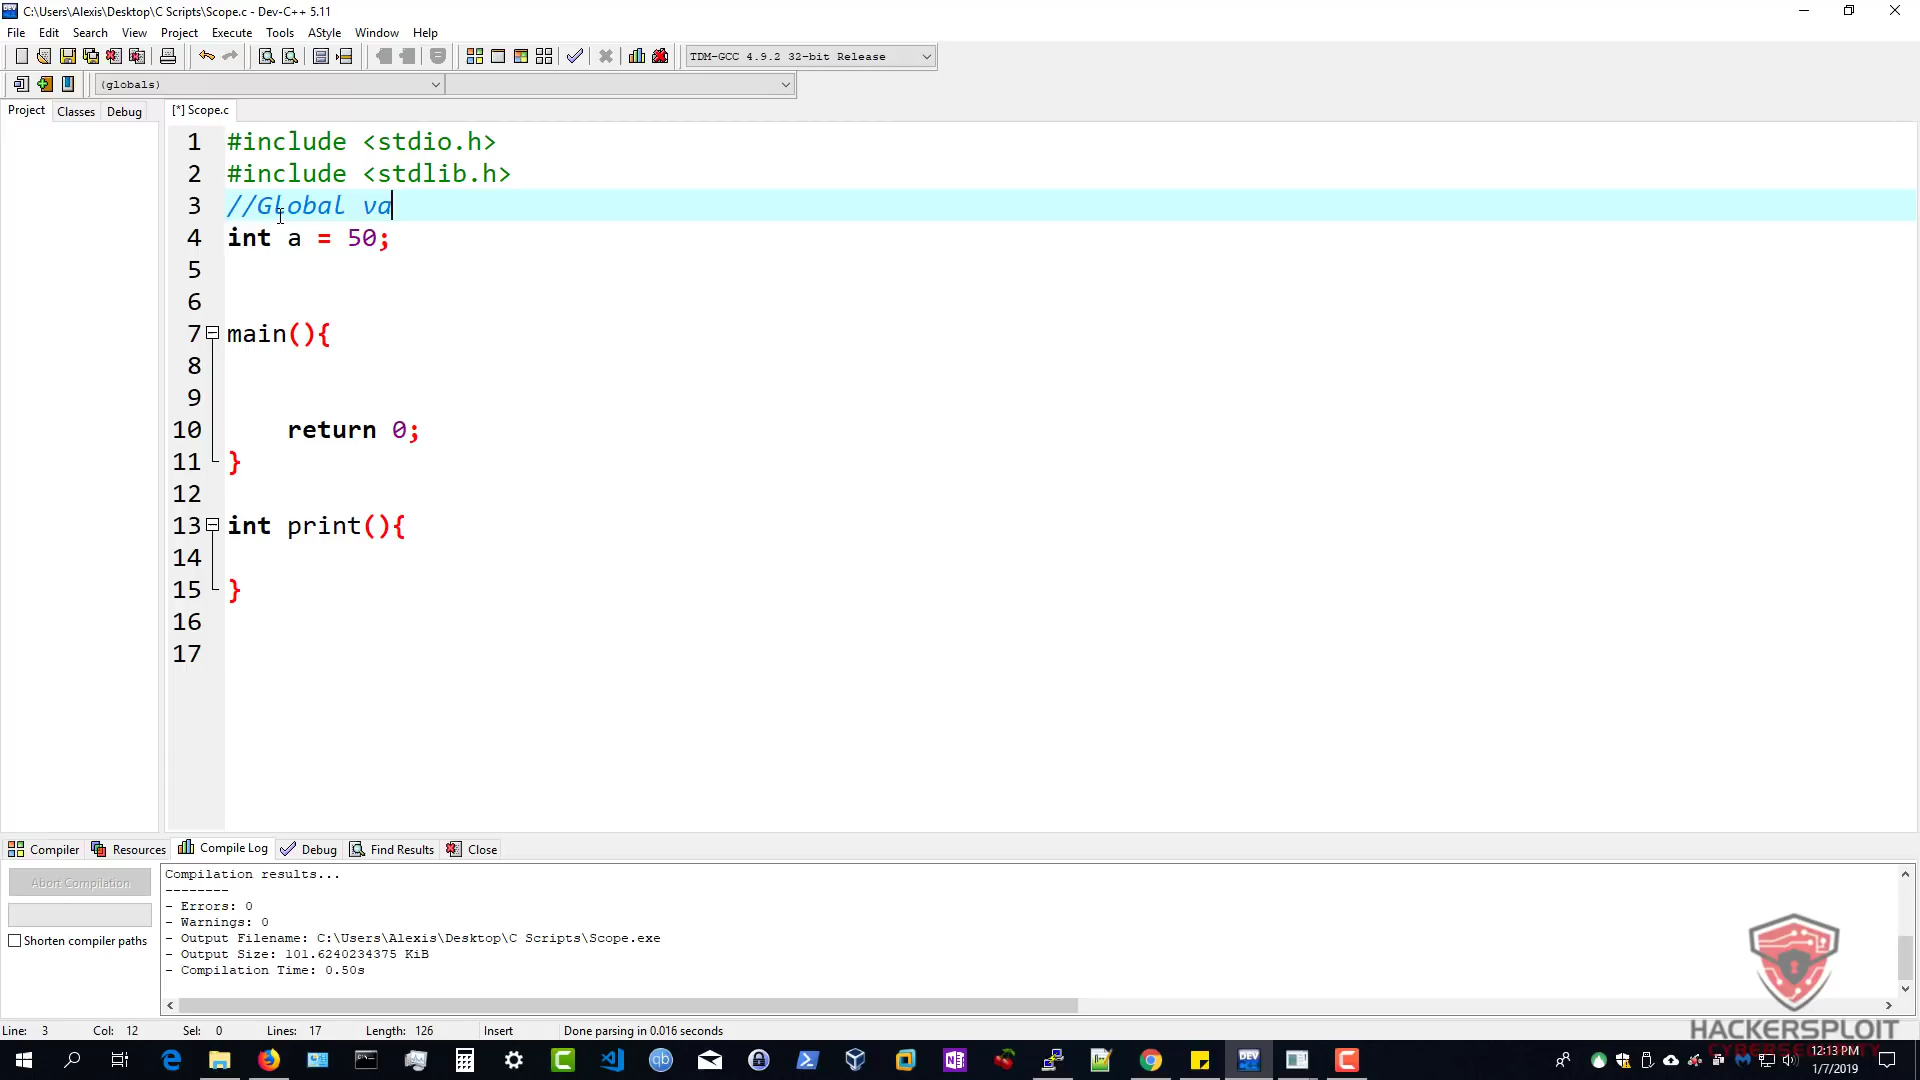 C:\Users\Alexis\Desktop\C Scripts\Scope.c - Dev-C++ 5.11
File Edit Search View Project Execute Tools AStyle Window Help
TDM-GCC 4.9.2 32-bit Release
(globals)
Project Classes Debug [*] Scope.c
1 #include <stdio.h>
2 #include <stdlib.h>
3 //Global va
4 int a = 50;
5
6
7 main(){
8
9
10 return 0;
11 }
12
13 int print(){
14
15 }
16
17
Compiler Resources Compile Log Debug Find Results Close
Abort Compilation
Shorten compiler paths
Compilation results...
--------
- Errors: 0
- Warnings: 0
- Output Filename: C:\Users\Alexis\Desktop\C Scripts\Scope.exe
- Output Size: 101.6240234375 KiB
- Compilation Time: 0.50s
Line: 3 Col: 12 Sel: 0 Lines: 17 Length: 126 Insert Done parsing in 0.016 seconds
HACKERSPLOIT
12:13 PM
1/7/2019